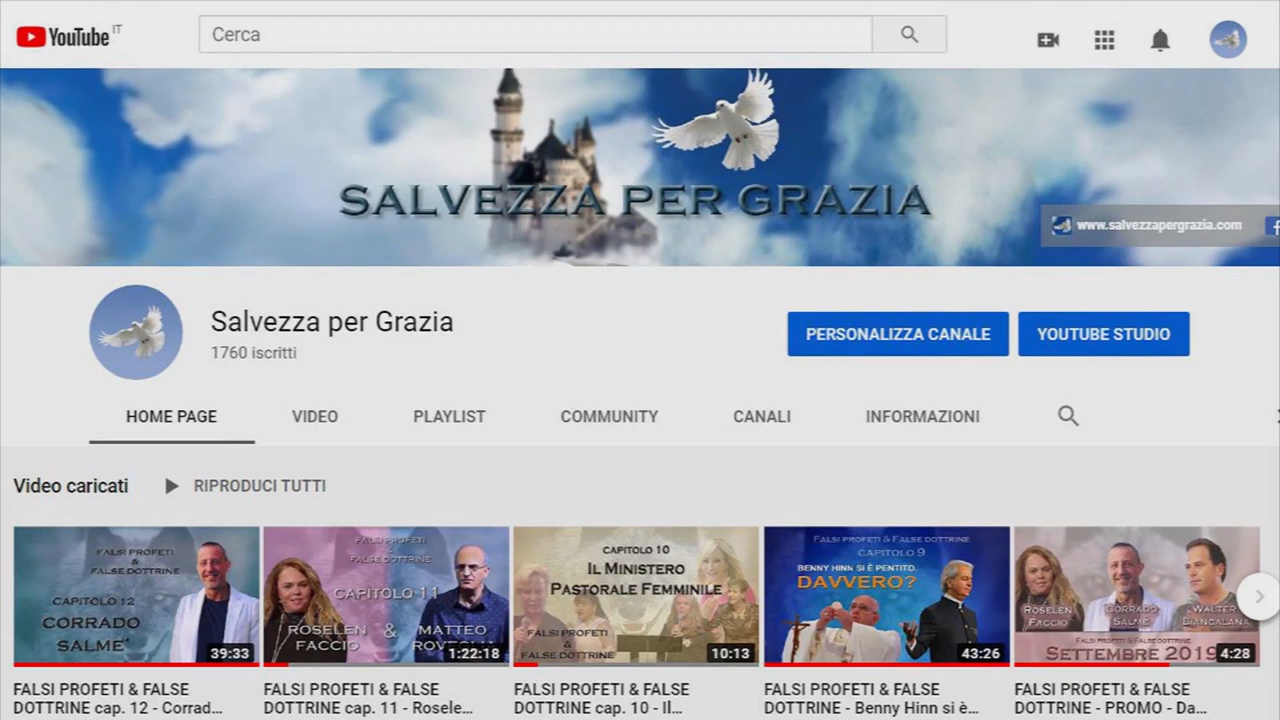 YouTube IT
Cerca
SALVEZZA PER GRAZIA
www.salvezzapergrazia.com
Salvezza per Grazia
1760 iscritti
PERSONALIZZA CANALE
YOUTUBE STUDIO
HOME PAGE
VIDEO
PLAYLIST
COMMUNITY
CANALI
INFORMAZIONI
Video caricati
RIPRODUCI TUTTI
FALSI PROFETI
&
FALSE DOTTRINE
CAPITOLO 12
CORRADO
SALME'
39:33
FALSI PROFETI
&
FALSE DOTTRINE
CAPITOLO 11
ROSELEN & MATTEO
FACCIO
1:22:18
CAPITOLO 10
IL MINISTERO
PASTORALE FEMMINILE
FALSI PROFETI
&
FALSE DOTTRINE
10:13
FALSI PROFETI & FALSE DOTTRINE
CAPITOLO 9
BENNY HINN SI È PENTITO.
DAVVERO?
43:26
ROSELEN
FACCIO
CORRADO
SALME
WALTER
BIANCALANA
FALSI PROFETI & FALSE DOTTRINE
SETTEMBRE 2019
4:28
FALSI PROFETI & FALSE
DOTTRINE cap. 12 - Corrad...
FALSI PROFETI & FALSE
DOTTRINE cap. 11 - Rosele...
FALSI PROFETI & FALSE
DOTTRINE cap. 10 - Il...
FALSI PROFETI & FALSE
DOTTRINE - Benny Hinn si è...
FALSI PROFETI & FALSE
DOTTRINE - PROMO - Da...